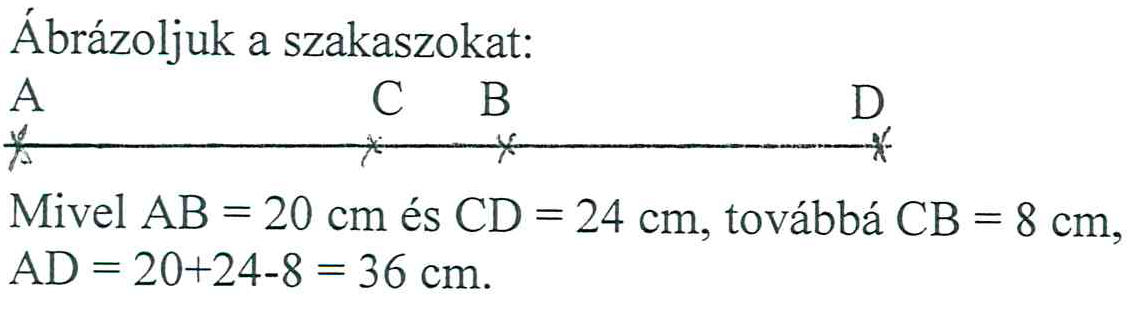 Ábrázoljuk a szakaszokat:
A C B D
Mivel AB = 20 cm és CD = 24 cm, továbbá CB = 8 cm,
AD = 20+24-8 = 36 cm.